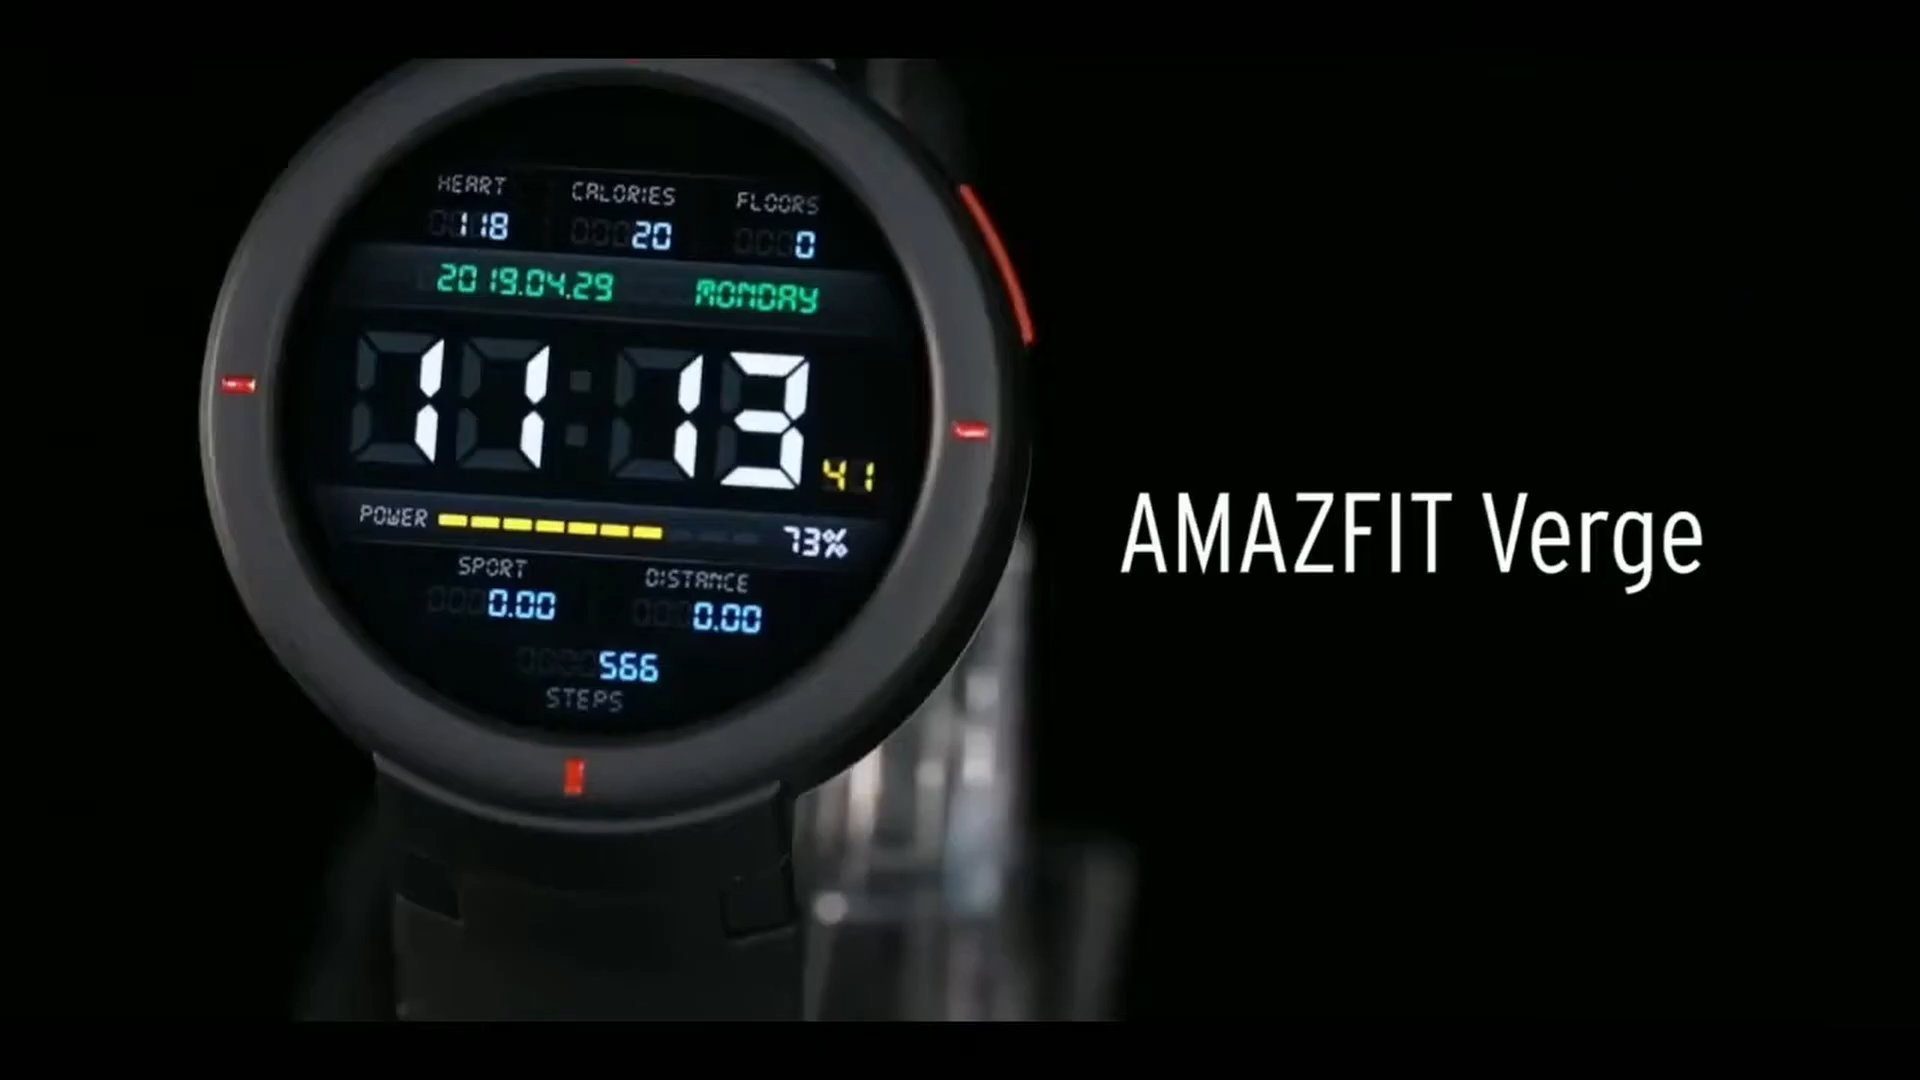 HEART CALORIES FLOORS
118 20 0
2019.04.29 MONDAY
11:13 41
POWER 73%
SPORT DISTANCE
0.00 0.00
566
STEPS
AMAZFIT Verge